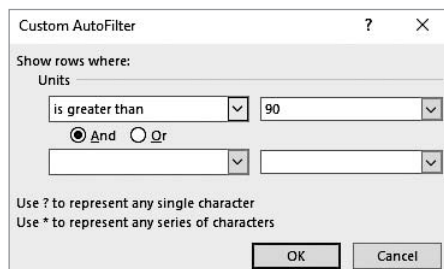 Custom AutoFilter ? ×
Show rows where:
Units
is greater than 90
And Or
Use ? to represent any single character
Use * to represent any series of characters
OK Cancel